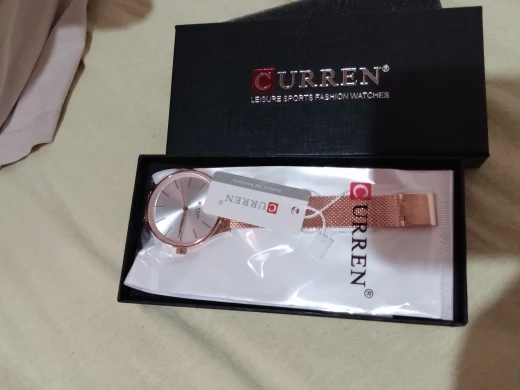 CURREN®
LEISURE SPORTS FASHION WATCHES
CURREN
CURREN®